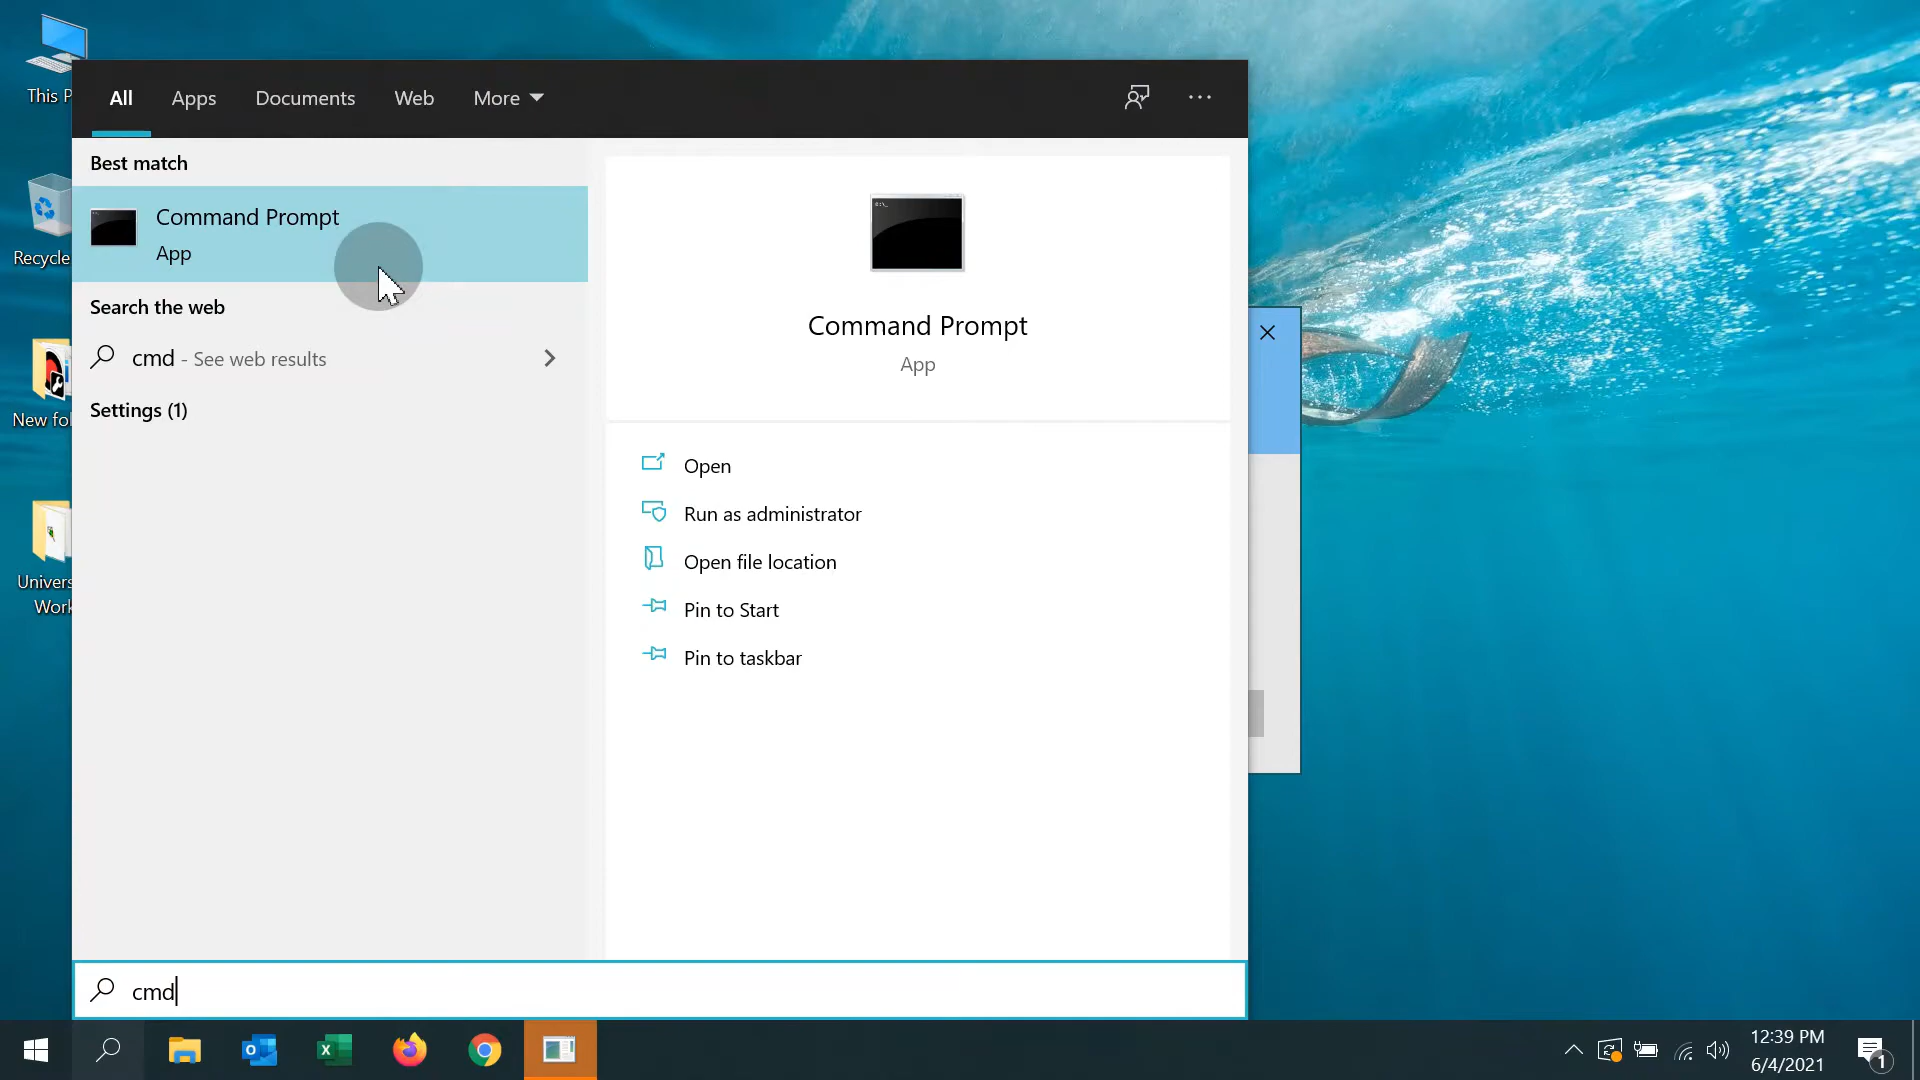 This P
Recycle
New fol
Univers
Work
All
Apps
Documents
Web
More
Best match
Command Prompt
App
Search the web
cmd - See web results
Settings (1)
Command Prompt
App
Open
Run as administrator
Open file location
Pin to Start
Pin to taskbar
cmd
12:39 PM
6/4/2021
1